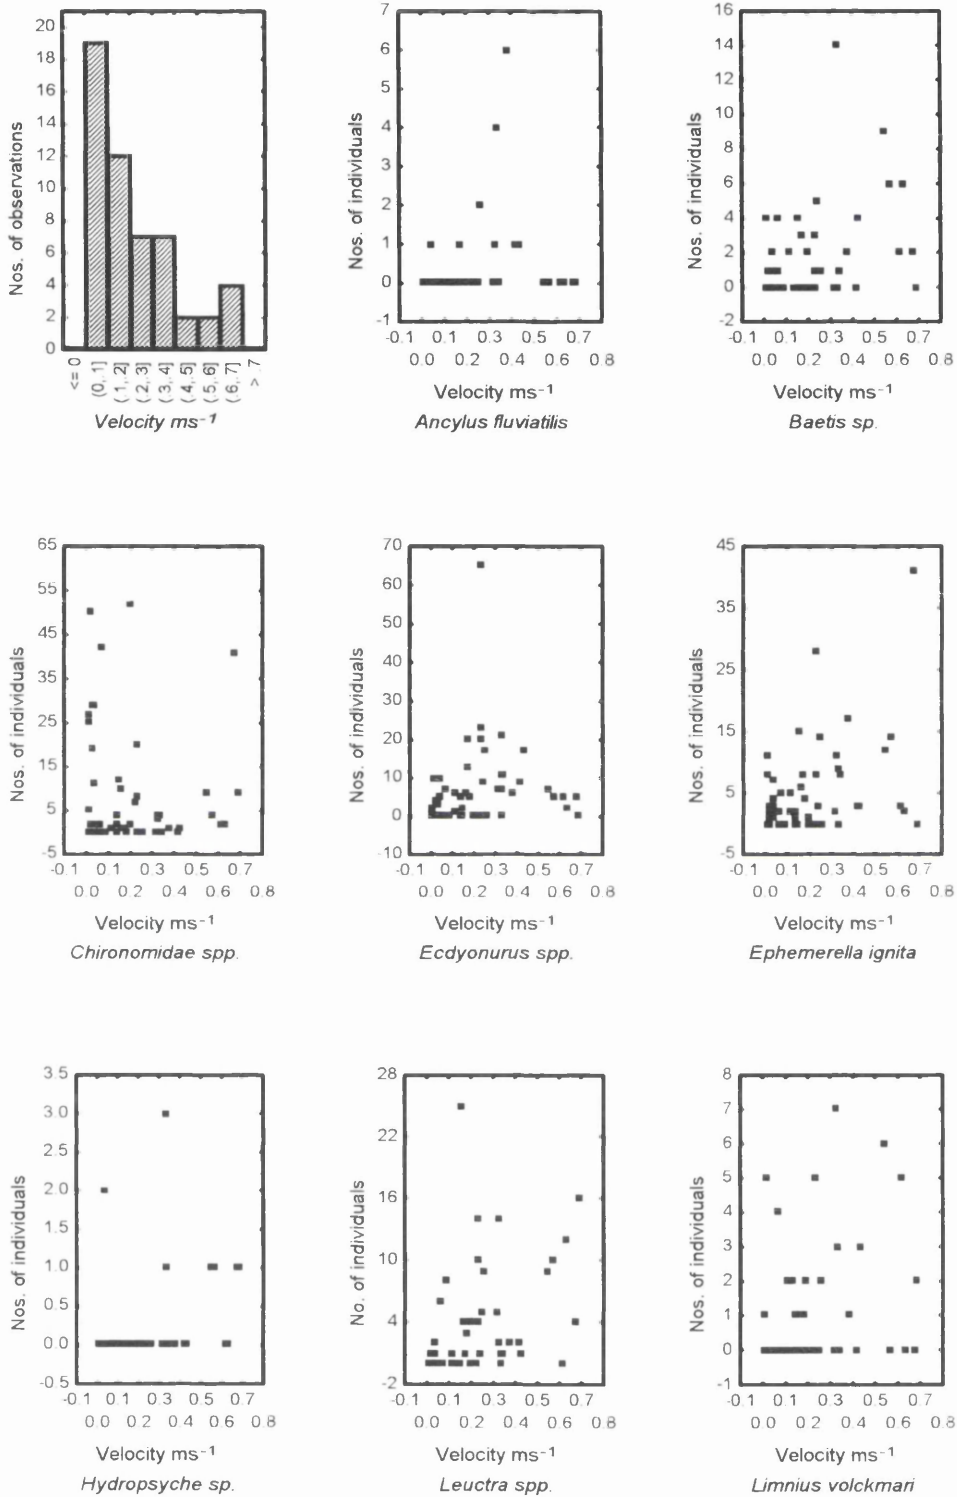 20
18
16
14
12
10
8
6
4
2
0
Nos. of observations
<= 0
(0,.1]
(.1,.2]
(.2,.3]
(.3,.4]
(.4,.5]
(.5,.6]
(.6,.7]
> .7
Velocity ms-1
7
6
5
4
3
2
1
0
-1
Nos. of individuals
-0.1 0.1 0.3 0.5 0.7
0.0 0.2 0.4 0.6 0.8
Velocity ms-1
Ancylus fluviatilis
16
14
12
10
8
6
4
2
0
-2
Nos. of individuals
-0.1 0.1 0.3 0.5 0.7
0.0 0.2 0.4 0.6 0.8
Velocity ms-1
Baetis sp.
65
55
45
35
25
15
5
-5
Nos. of individuals
-0.1 0.1 0.3 0.5 0.7
0.0 0.2 0.4 0.6 0.8
Velocity ms-1
Chironomidae spp.
70
60
50
40
30
20
10
0
-10
Nos. of individuals
-0.1 0.1 0.3 0.5 0.7
0.0 0.2 0.4 0.6 0.8
Velocity ms-1
Ecdyonurus spp.
45
35
25
15
5
-5
Nos. of individuals
-0.1 0.1 0.3 0.5 0.7
0.0 0.2 0.4 0.6 0.8
Velocity ms-1
Ephemerella ignita
3.5
3.0
2.5
2.0
1.5
1.0
0.5
0.0
-0.5
Nos. of individuals
-0.1 0.1 0.3 0.5 0.7
0.0 0.2 0.4 0.6 0.8
Velocity ms-1
Hydropsyche sp.
28
22
16
10
4
-2
No. of individuals
-0.1 0.1 0.3 0.5 0.7
0.0 0.2 0.4 0.6 0.8
Velocity ms-1
Leuctra spp.
8
7
6
5
4
3
2
1
0
-1
Nos. of individuals
-0.1 0.1 0.3 0.5 0.7
0.0 0.2 0.4 0.6 0.8
Velocity ms-1
Limnius volckmari